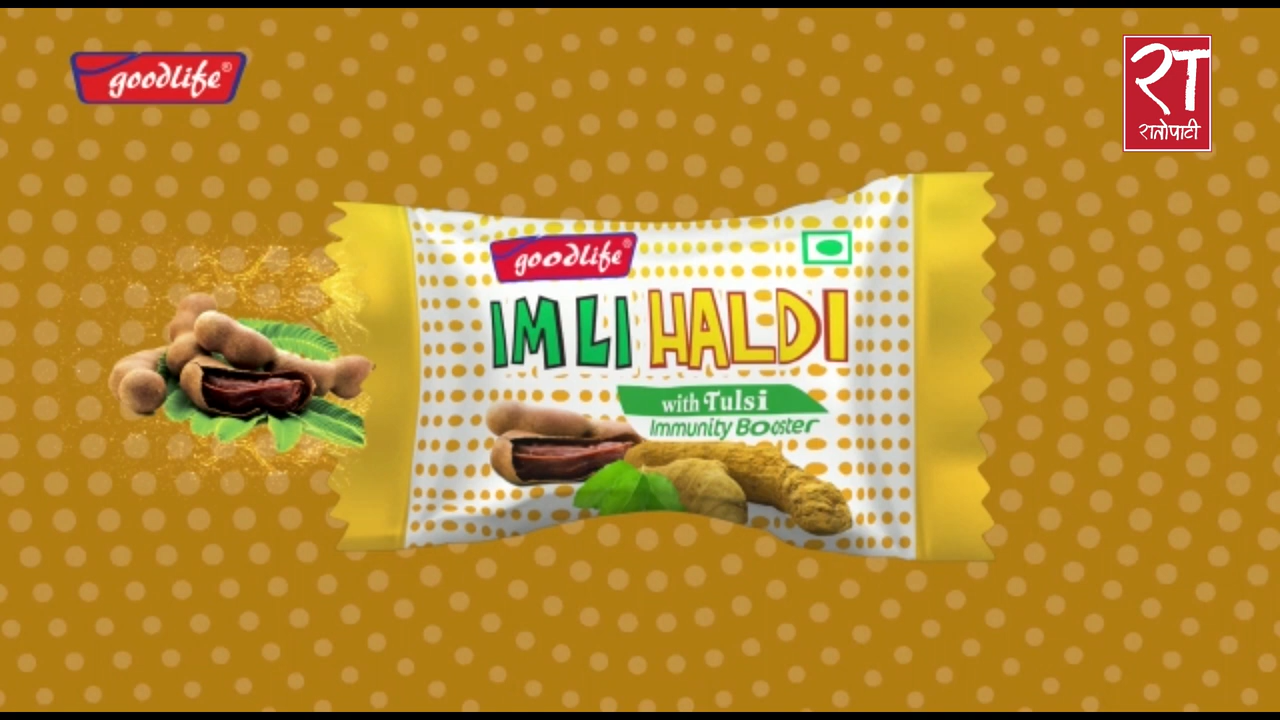 goodlife®
रा
रातोपाटी
goodlife®
IMLI HALDI
with Tulsi
Immunity Booster